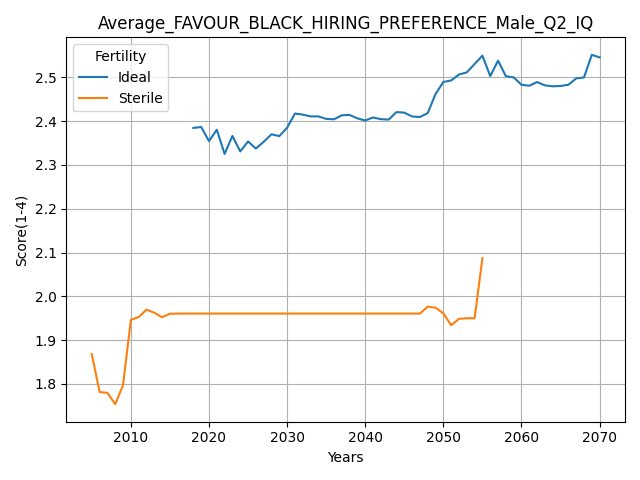 Average_FAVOUR_BLACK_HIRING_PREFERENCE_Male_Q2_IQ
Fertility
Ideal
Sterile
Score(1-4)
2.5
2.4
2.3
2.2
2.1
2.0
1.9
1.8
2010 2020 2030 2040 2050 2060 2070
Years